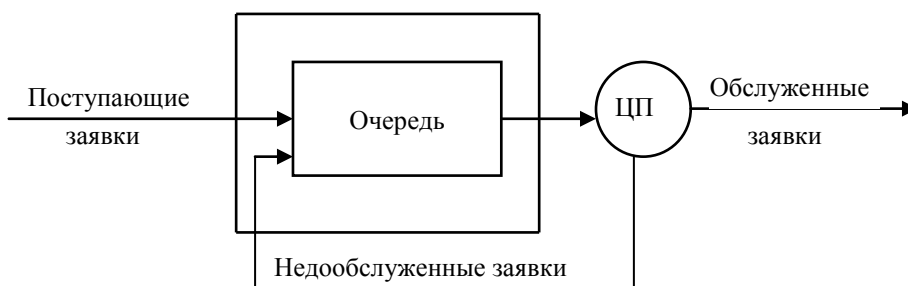 Поступающие
заявки
Очередь
ЦП
Обслуженные
заявки
Недообслуженные заявки